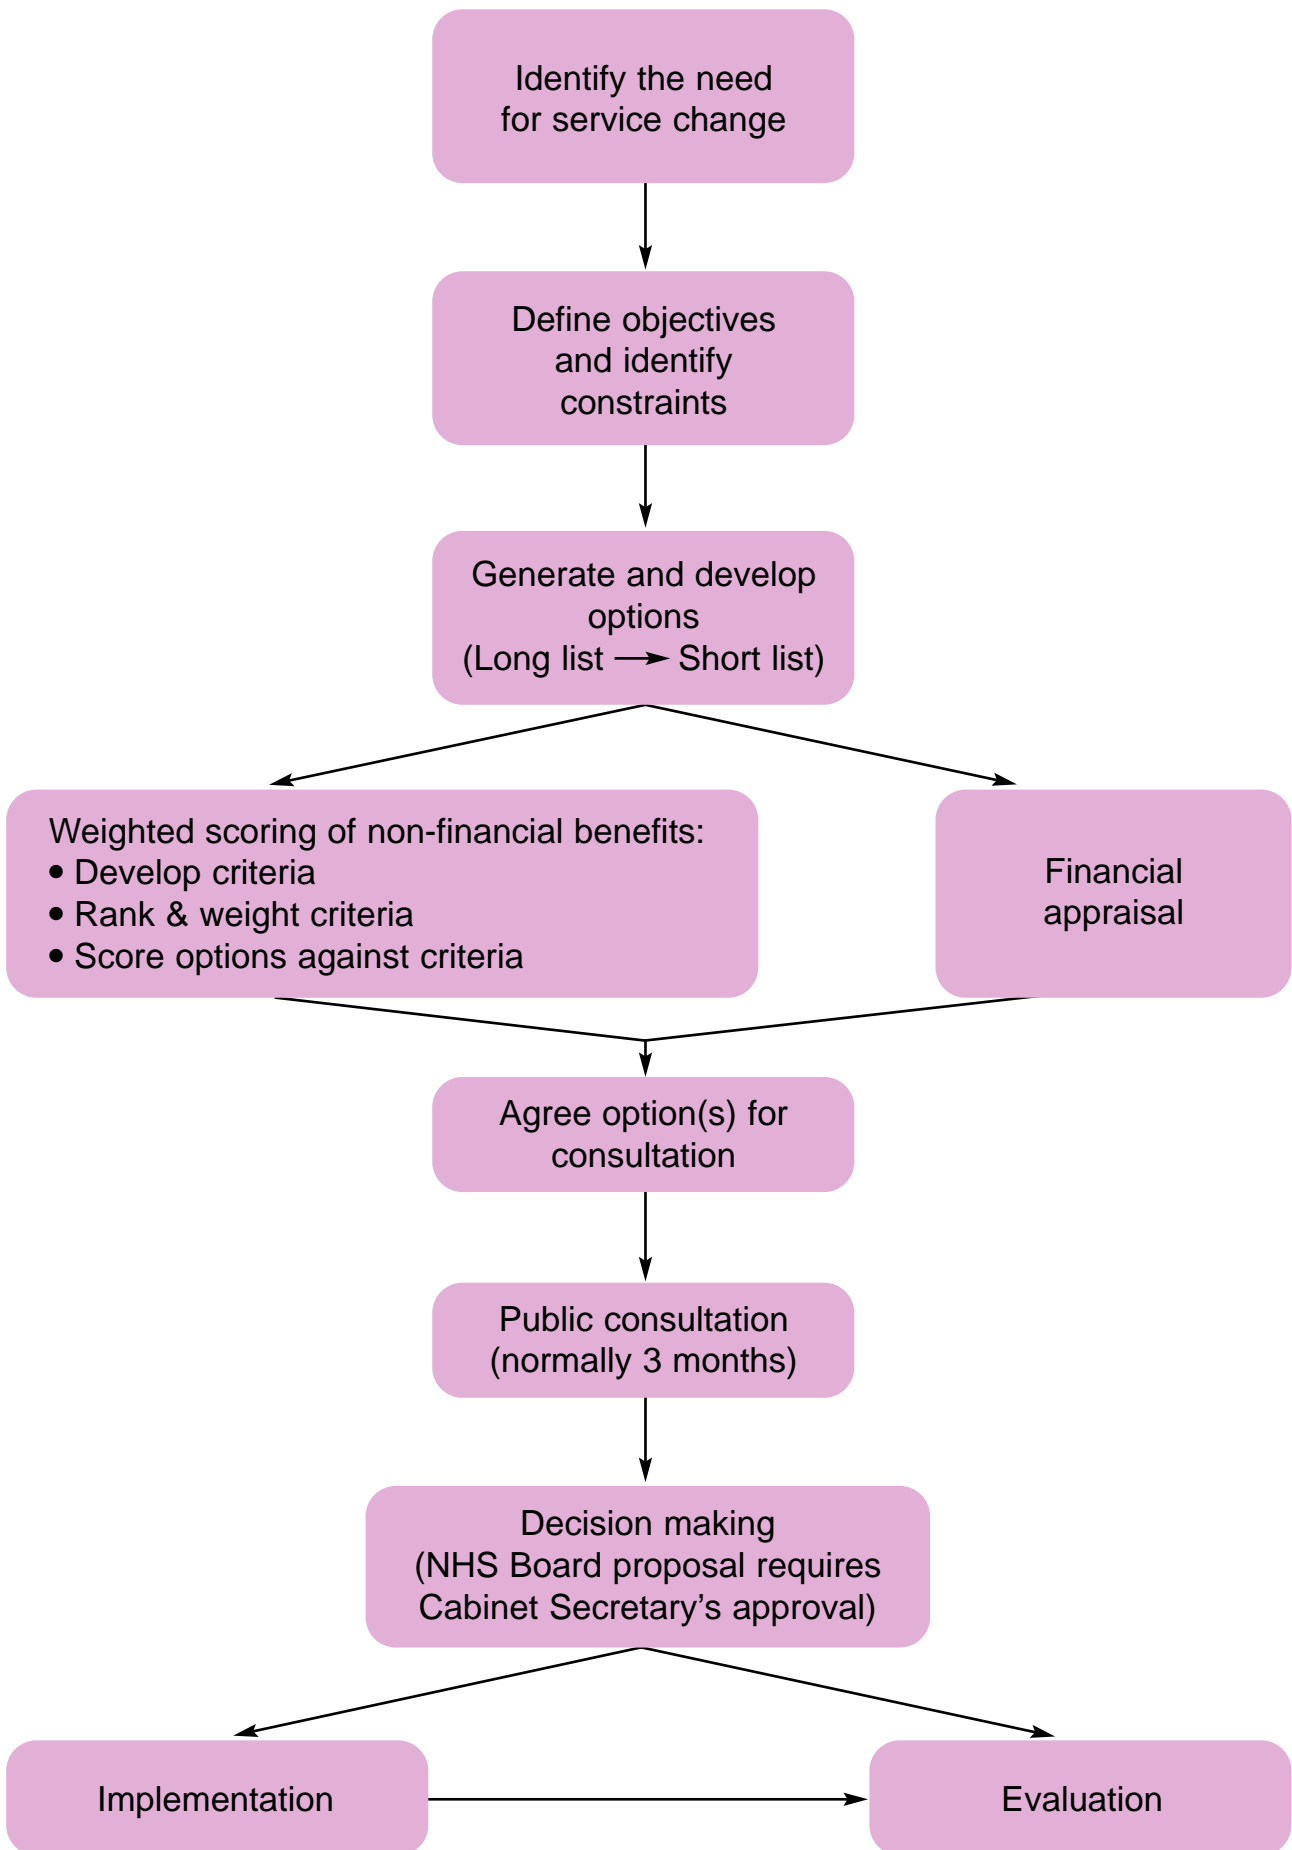 Identify the need
for service change
Define objectives
and identify
constraints
Generate and develop
options
(Long list → Short list)
Weighted scoring of non-financial benefits:
• Develop criteria
• Rank & weight criteria
• Score options against criteria
Financial
appraisal
Agree option(s) for
consultation
Public consultation
(normally 3 months)
Decision making
(NHS Board proposal requires
Cabinet Secretary’s approval)
Implementation
Evaluation